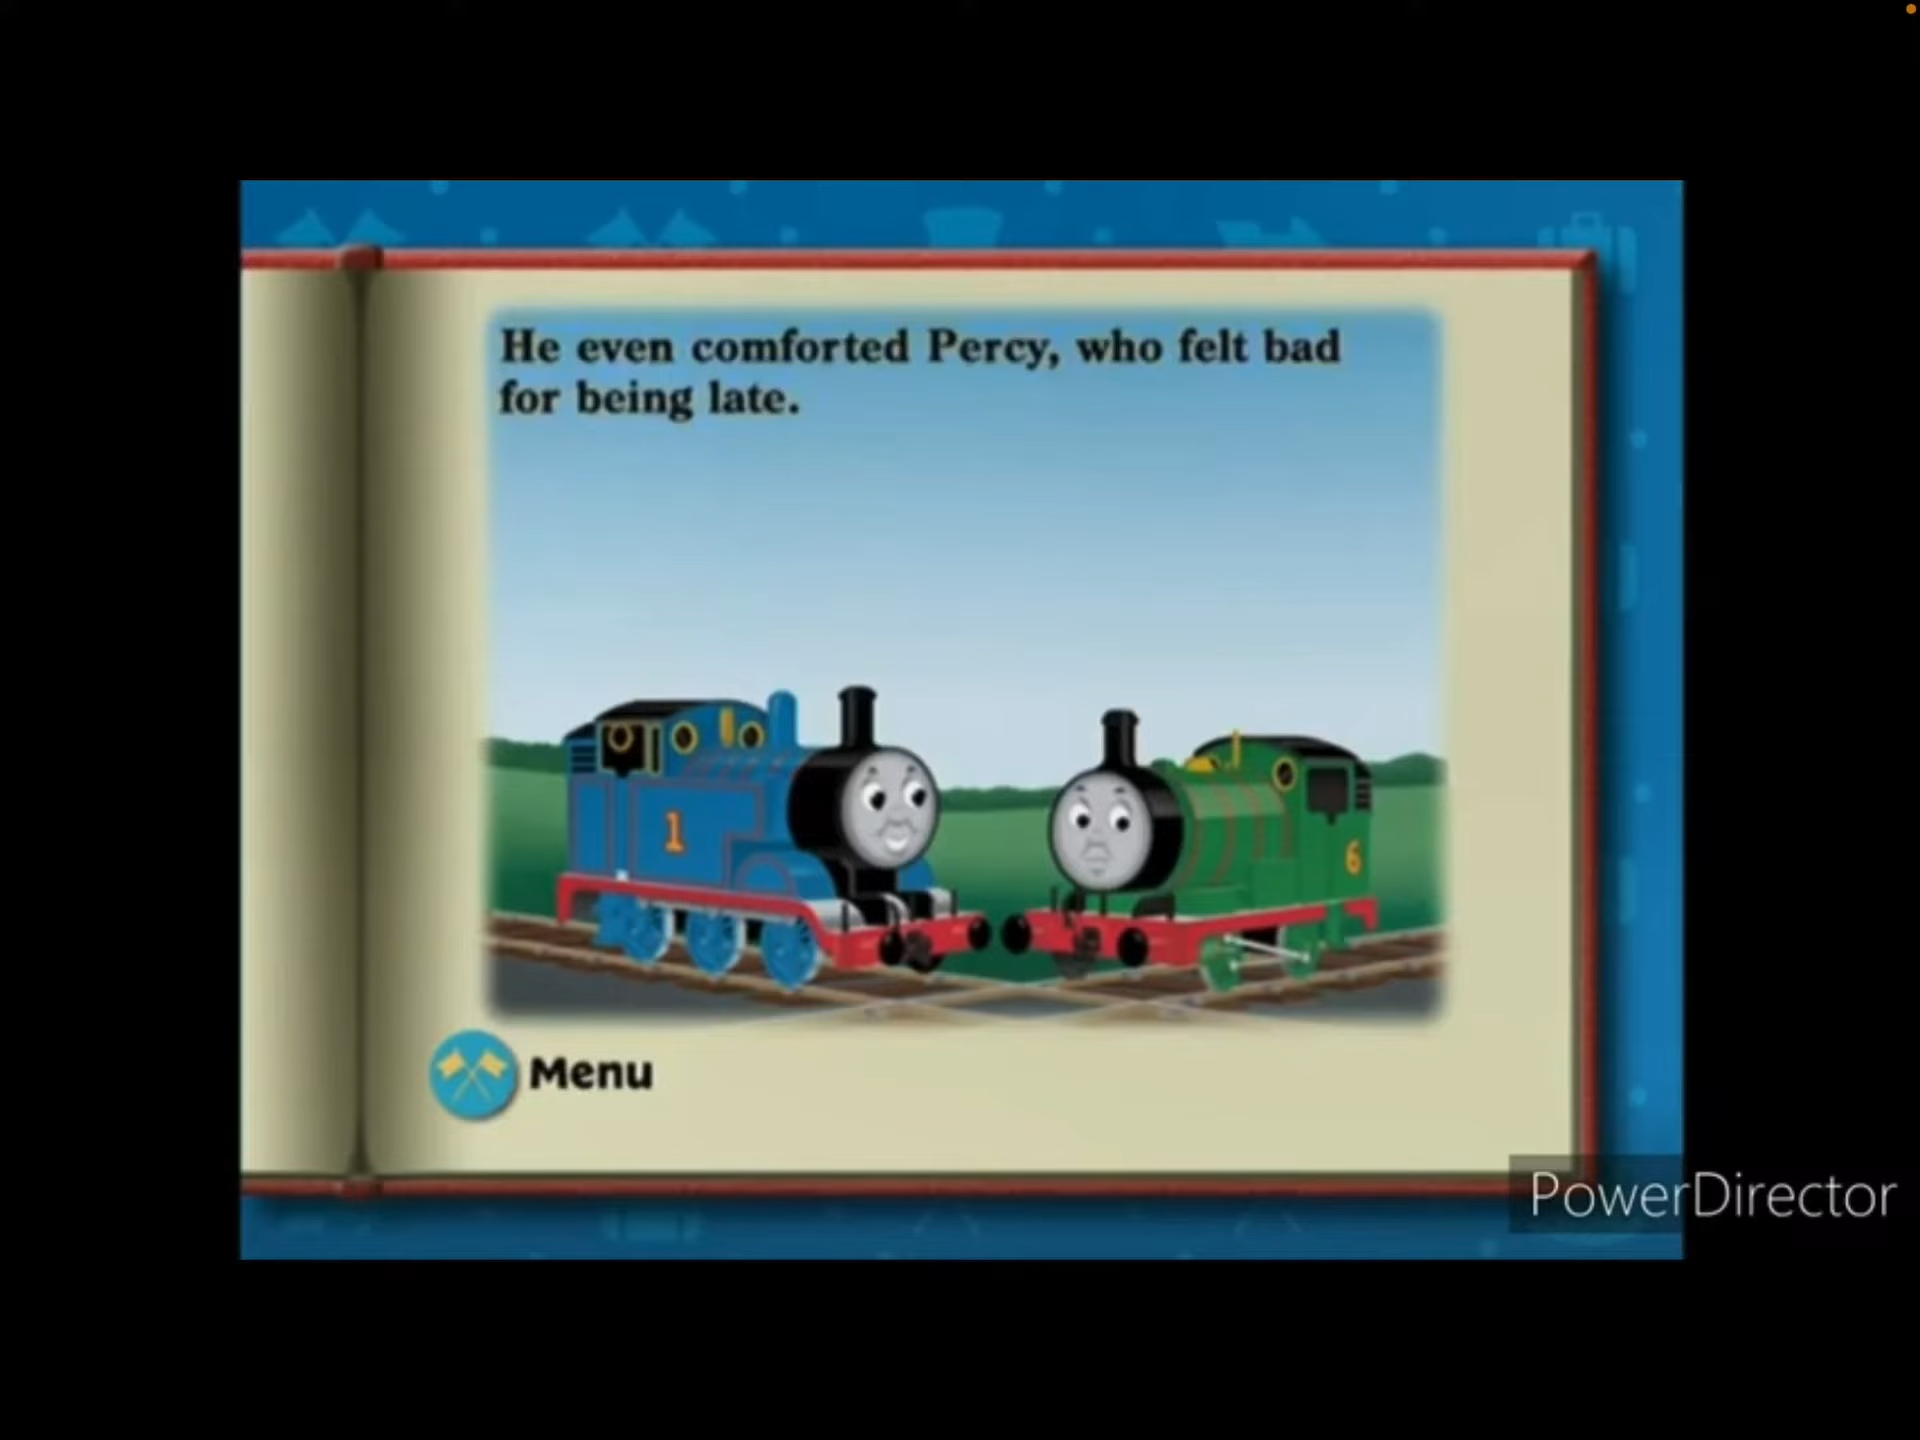 He even comforted Percy, who felt bad
for being late.
1
6
Menu
PowerDirector